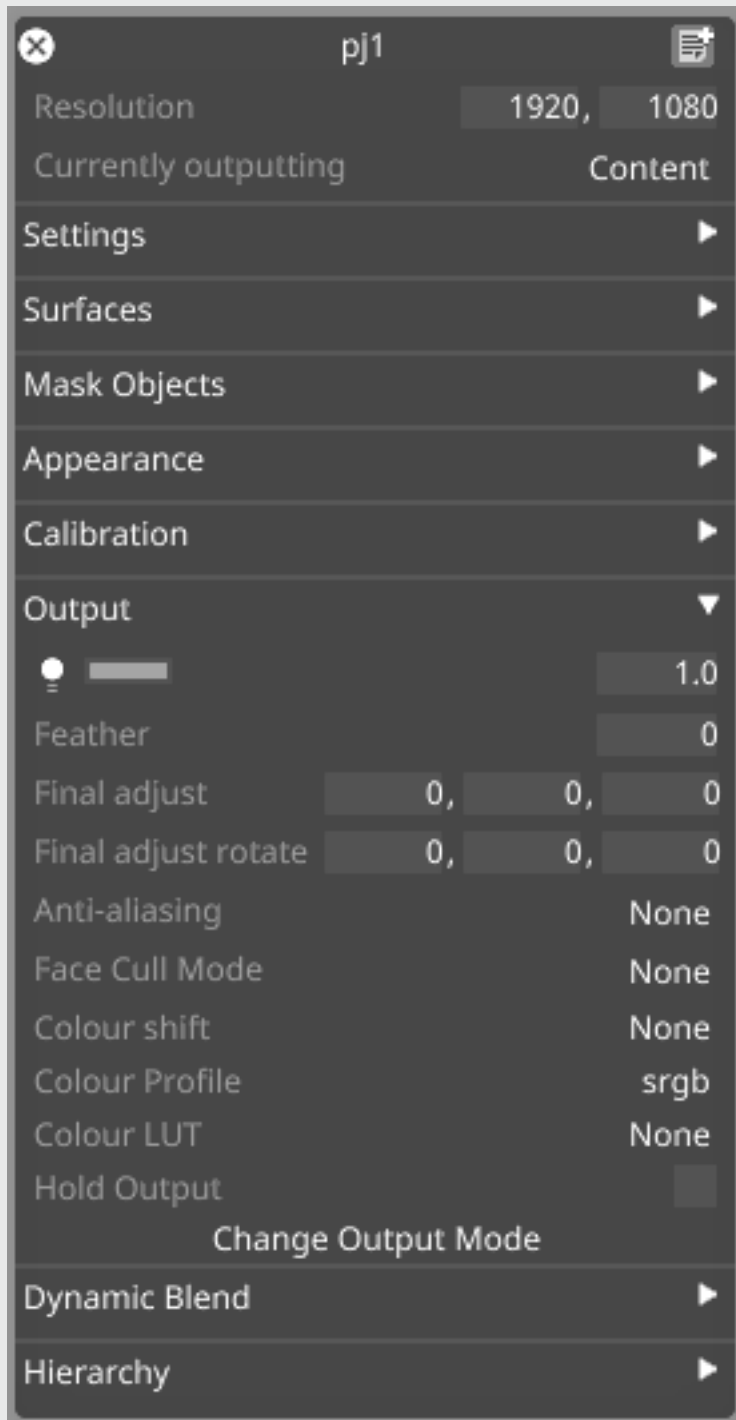 pj1
Resolution 1920, 1080
Currently outputting Content
Settings
Surfaces
Mask Objects
Appearance
Calibration
Output
1.0
Feather 0
Final adjust 0, 0, 0
Final adjust rotate 0, 0, 0
Anti-aliasing None
Face Cull Mode None
Colour shift None
Colour Profile srgb
Colour LUT None
Hold Output
Change Output Mode
Dynamic Blend
Hierarchy